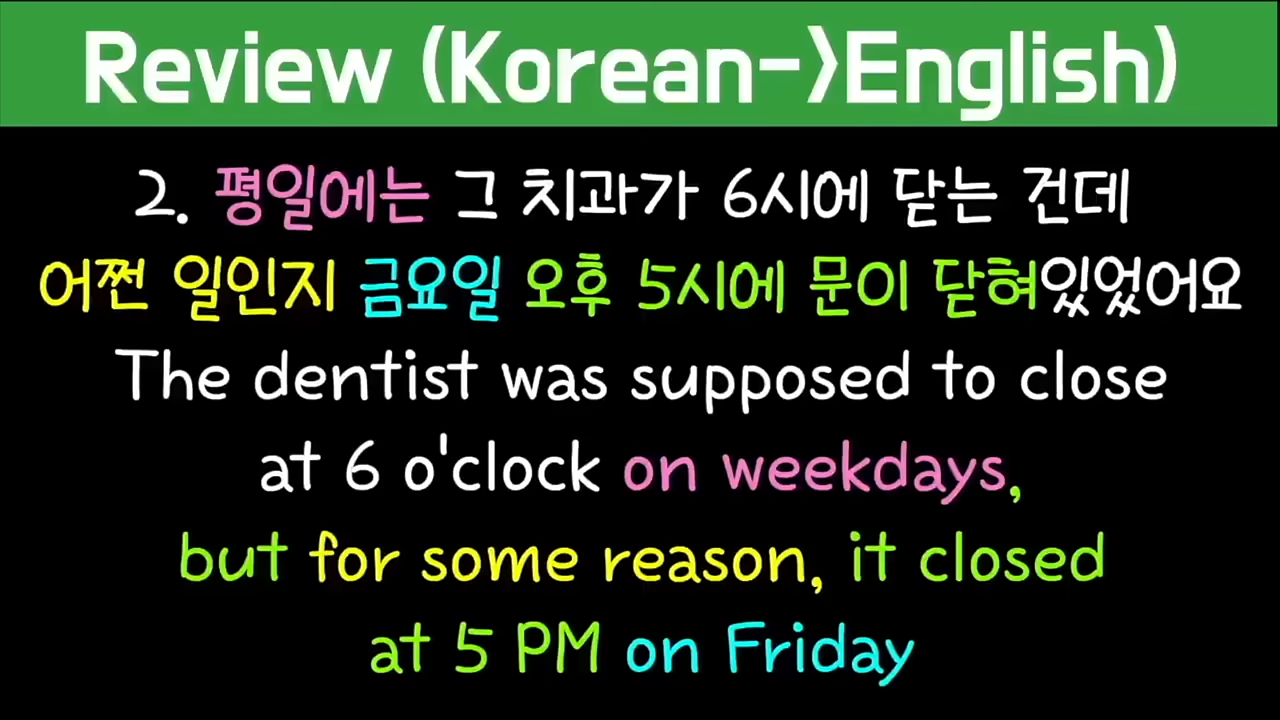 Review (Korean->English)
2. 평일에는 그 치과가 6시에 닫는 건데
어쩐 일인지 금요일 오후 5시에 문이 닫혀있었어요
The dentist was supposed to close
at 6 o'clock on weekdays,
but for some reason, it closed
at 5 PM on Friday